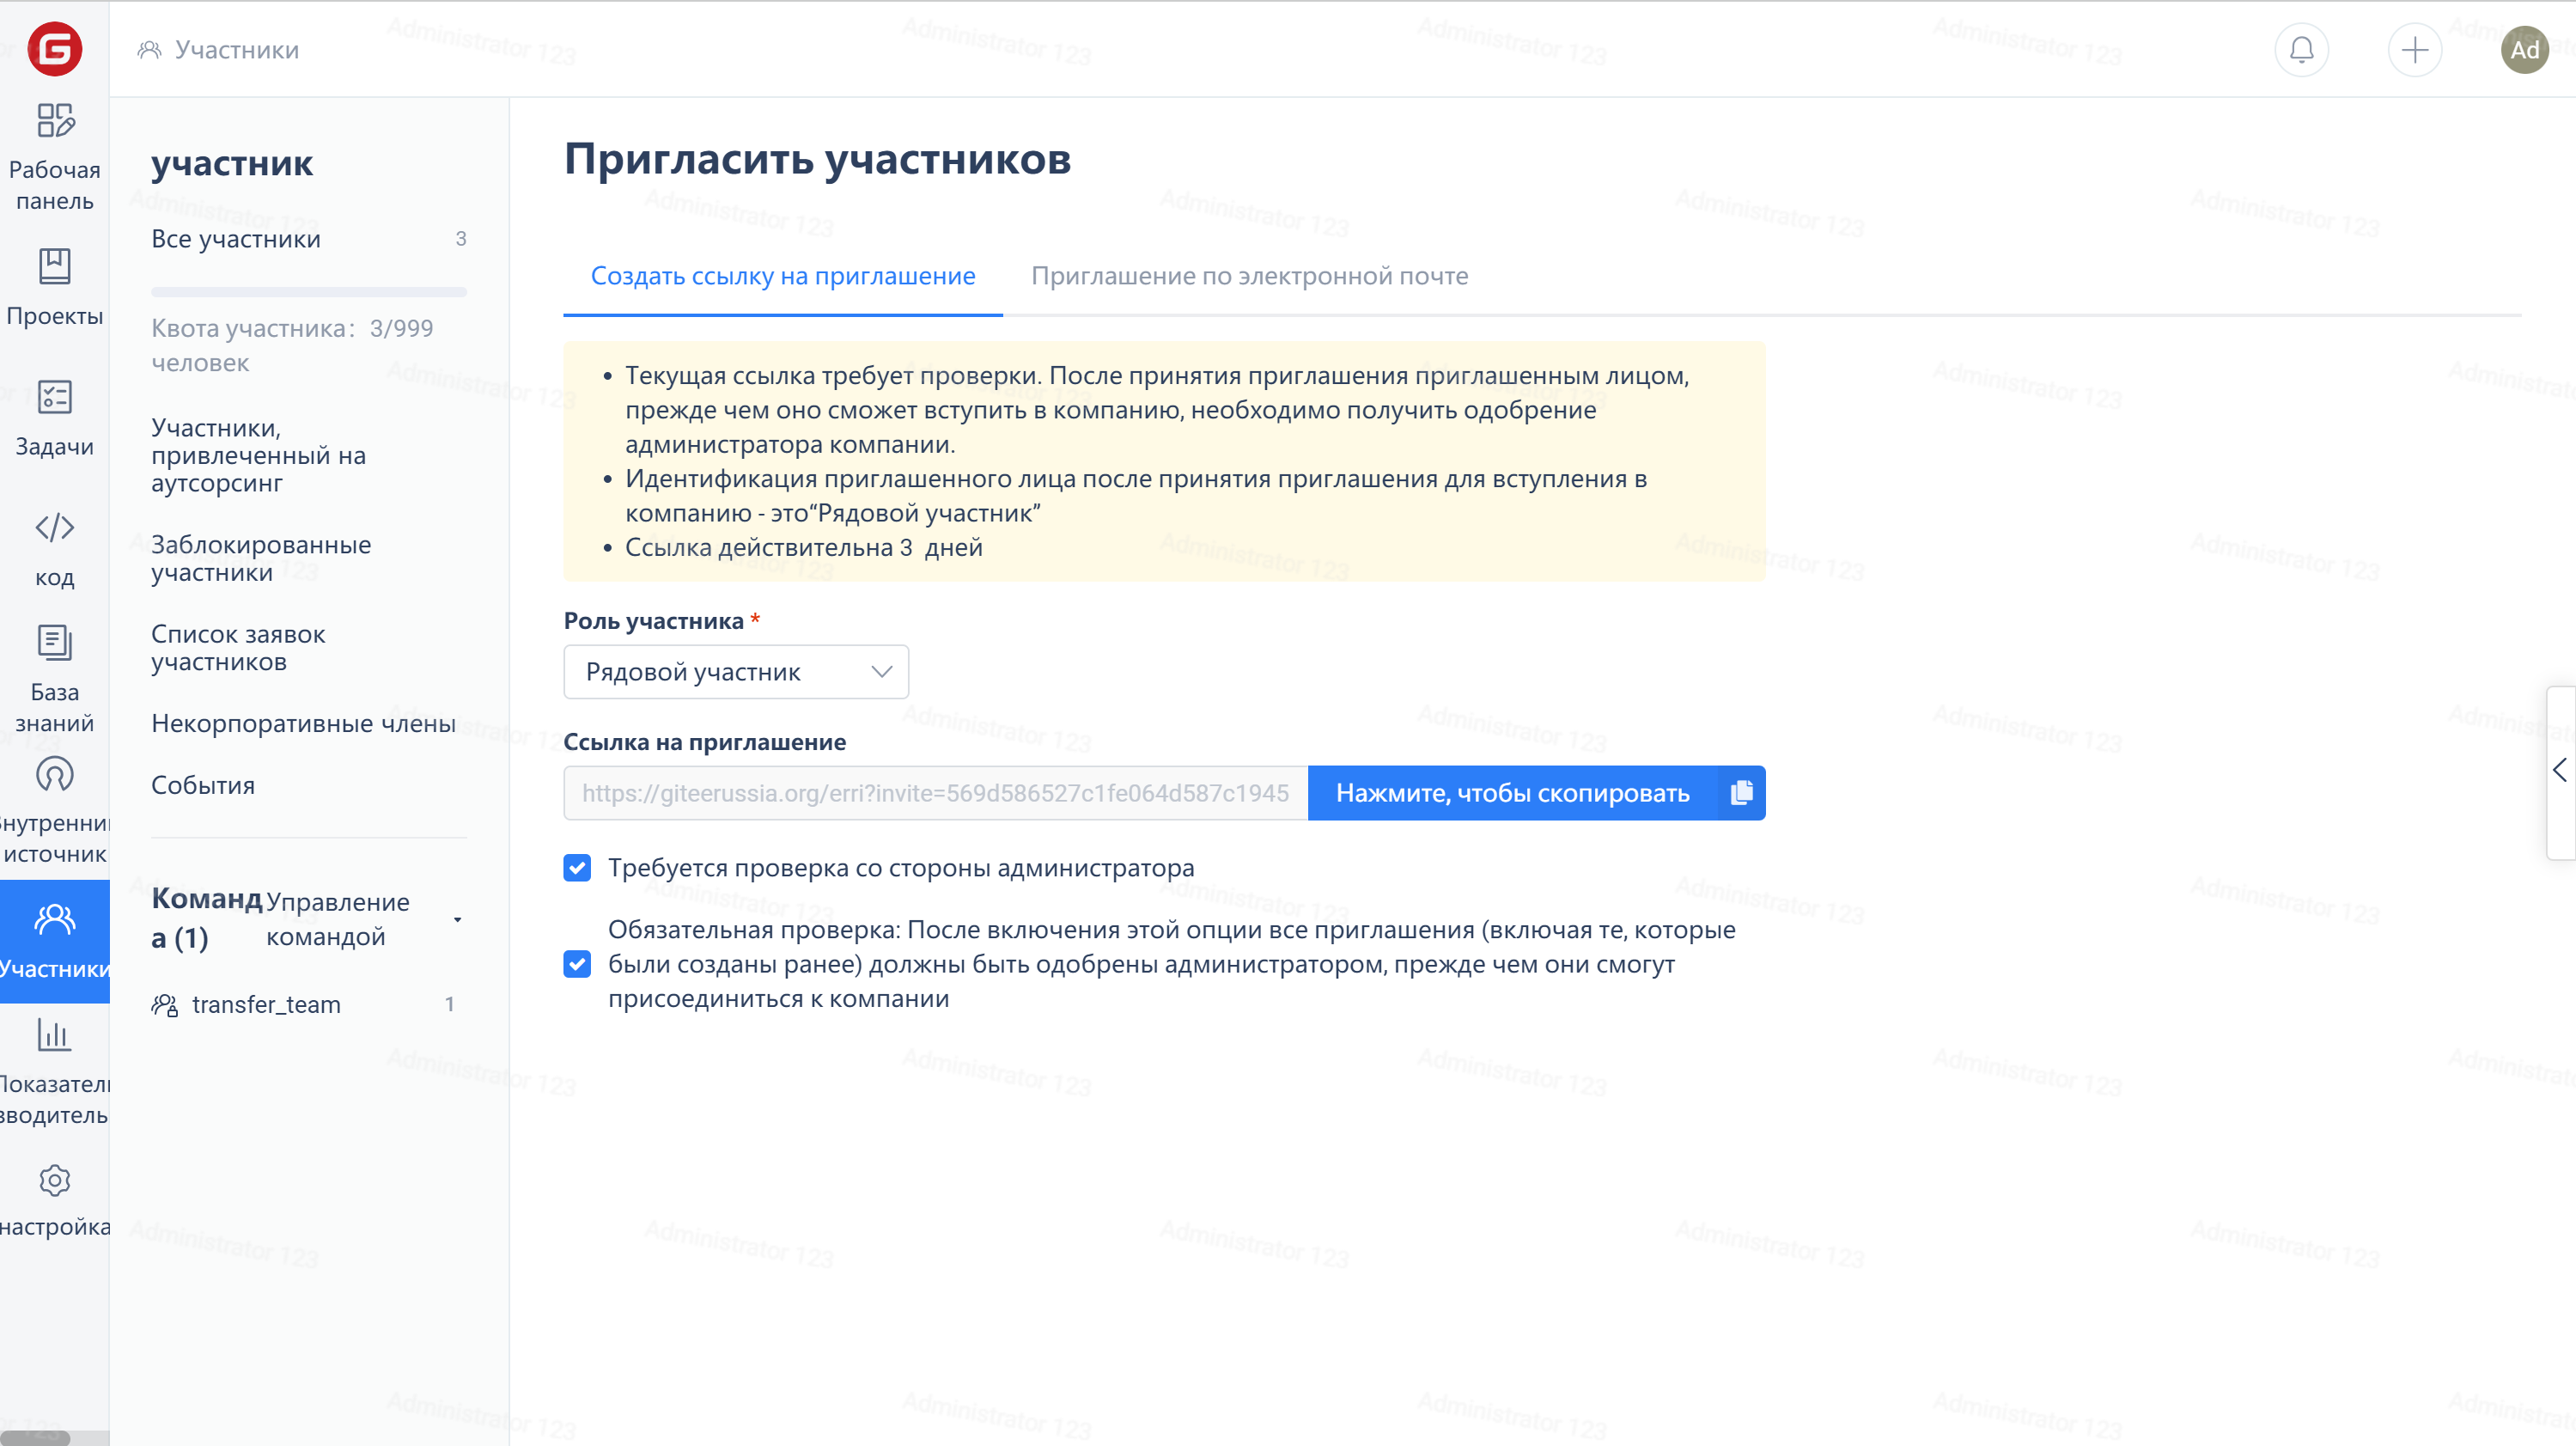 Участники
Ad
Рабочая
панель
Проекты
Задачи
код
База
знаний
источник
Участники
настройка
участник
Все участники 3
Квота участника: 3/999
человек
Участники,
привлеченный на
аутсорсинг
Заблокированные
участники
Список заявок
участников
Некорпоративные члены
События
Команд
а (1)
Управление
командой
transfer_team 1
Пригласить участников
Создать ссылку на приглашение Приглашение по электронной почте
Текущая ссылка требует проверки. После принятия приглашения приглашенным лицом,
прежде чем оно сможет вступить в компанию, необходимо получить одобрение
администратора компании.
Идентификация приглашенного лица после принятия приглашения для вступления в
компанию - это“Рядовой участник”
Ссылка действительна 3 дней
Роль участника *
Рядовой участник
Ссылка на приглашение
https://giteerussia.org/erri?invite=569d586527c1fe064d587c1945
Нажмите, чтобы скопировать
Требуется проверка со стороны администратора
Обязательная проверка: После включения этой опции все приглашения (включая те, которые
были созданы ранее) должны быть одобрены администратором, прежде чем они смогут
присоединиться к компании
Administrator 123